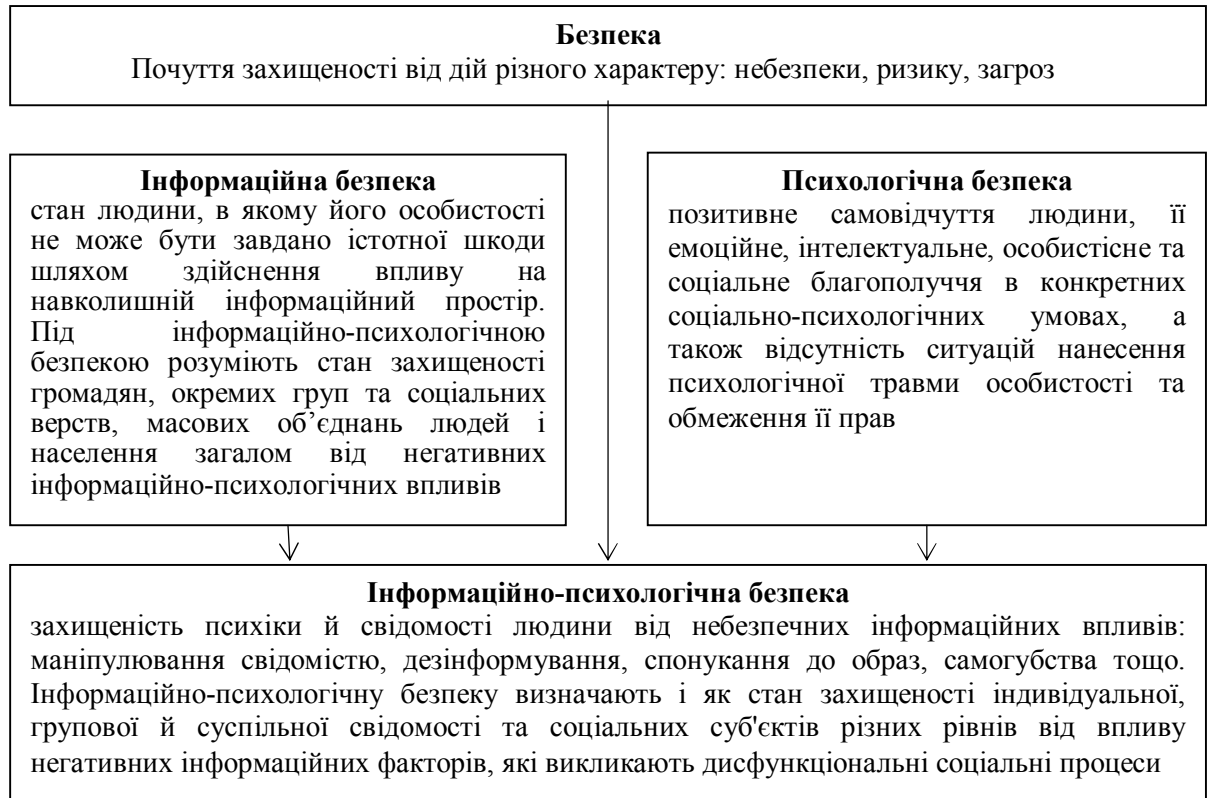 Безпека
Почуття захищеності від дій різного характеру: небезпеки, ризику, загроз
Інформаційна безпека
стан людини, в якому його особистості
не може бути завдано істотної шкоди
шляхом здійснення впливу на
навколишній інформаційний простір.
Під інформаційно-психологічною
безпекою розуміють стан захищеності
громадян, окремих груп та соціальних
верств, масових об’єднань людей і
населення загалом від негативних
інформаційно-психологічних впливів
Психологічна безпека
позитивне самовідчуття людини, її
емоційне, інтелектуальне, особистісне та
соціальне благополуччя в конкретних
соціально-психологічних умовах, а
також відсутність ситуацій нанесення
психологічної травми особистості та
обмеження її прав
Інформаційно-психологічна безпека
захищеність психіки й свідомості людини від небезпечних інформаційних впливів:
маніпулювання свідомістю, дезінформування, спонукання до образ, самогубства тощо.
Інформаційно-психологічну безпеку визначають і як стан захищеності індивідуальної,
групової й суспільної свідомості та соціальних суб'єктів різних рівнів від впливу
негативних інформаційних факторів, які викликають дисфункціональні соціальні процеси